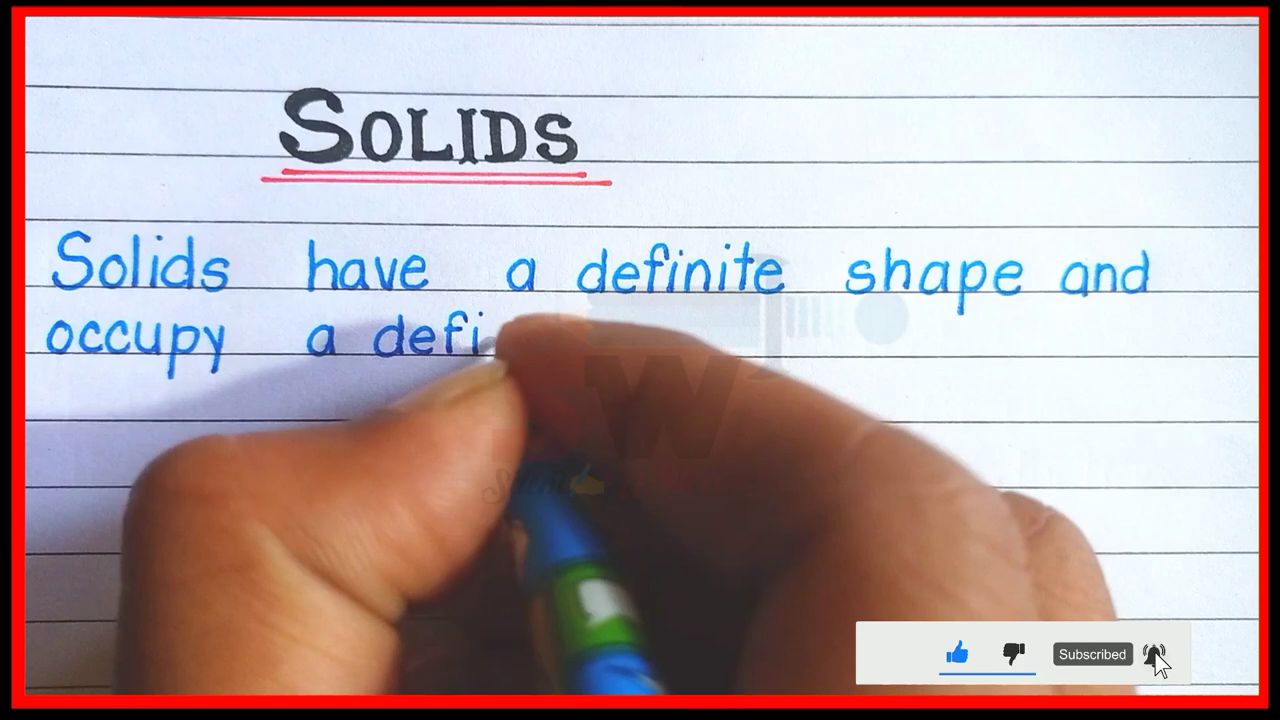 SOLIDS
Solids have a definite shape and
occupy a defi
Subscribed